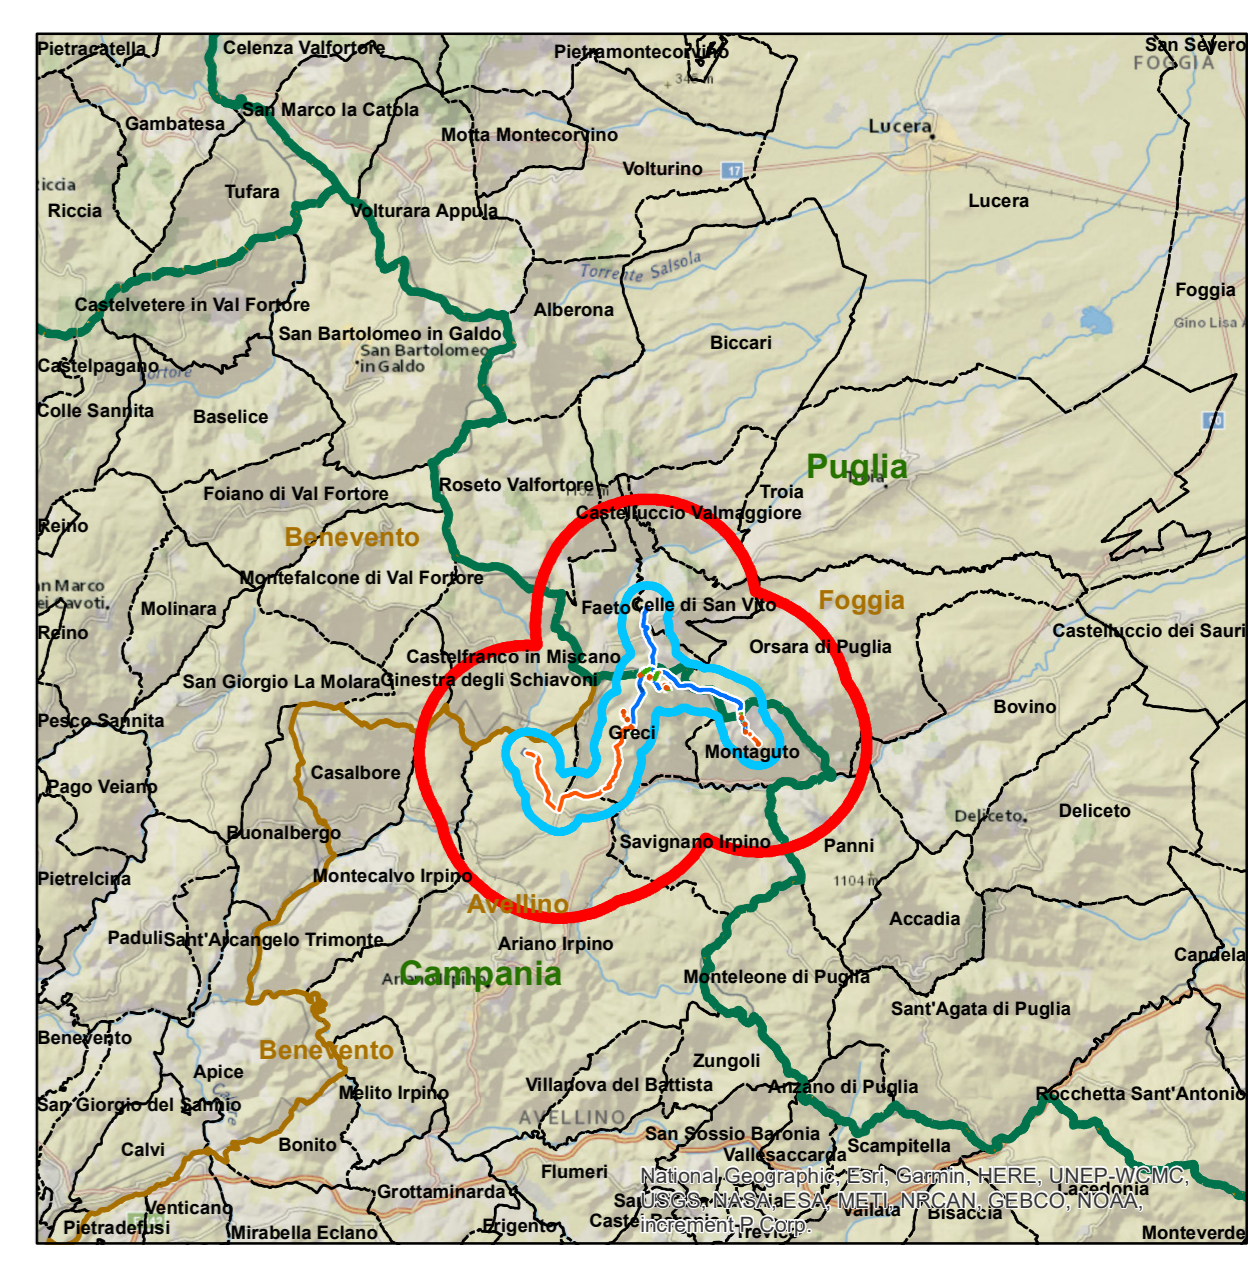 Pietracatella
Celenza Valfortore
Pietramontecorvino
San Severo
FOGGIA
San Marco la Catola
Gambatesa
Motta Montecorvino
Lucera
Volturino
17
Riccia
Tufara
Volturara Appula
Lucera
Torrente Salsola
Castelvetere in Val Fortore
Alberona
Foggia
San Bartolomeo in Galdo
Gino Lisa
San Bartolomeo
in Galdo
Biccari
Castelpagano
Colle Sannita
Baselice
Puglia
Troia
Roseto Valfortore
Foiano di Val Fortore
Troia
Castelluccio Valmaggiore
Reino
Benevento
Montefalcone di Val Fortore
Molinara
Faeto
Celle di San Vito
Foggia
Reino
Castelluccio dei Sauri
Castelfranco in Miscano
Orsara di Puglia
San Giorgio La Molara
Ginestra degli Schiavoni
Bovino
Pesco Sannita
Greci
Montaguto
Casalbore
Pago Veiano
Deliceto
Deliceto
Buonalbergo
Savignano Irpino
Panni
Pietrelcina
Montecalvo Irpino
1104 m
Avellino
Accadia
Paduli
Sant'Arcangelo Trimonte
Ariano Irpino
Candela
Campania
Monteleone di Puglia
Sant'Agata di Puglia
Benevento
Benevento
Apice
Zungoli
Melito Irpino
Villanova del Battista
Anzano di Puglia
Rocchetta Sant'Antonio
San Giorgio del Sannio
AVELLINO
Calvi
Bonito
San Sossio Baronia
Vallesaccarda
Scampitella
Flumeri
National Geographic, Esri, Garmin, HERE, UNEP-WCMC,
USGS, NASA, ESA, METI, NRCAN, GEBCO, NOAA,
increment P Corp.
Lacedonia
Grottaminarda
Vallata
Bisaccia
Venticano
Pietradefusi
Mirabella Eclano
Frigento
Monteverde